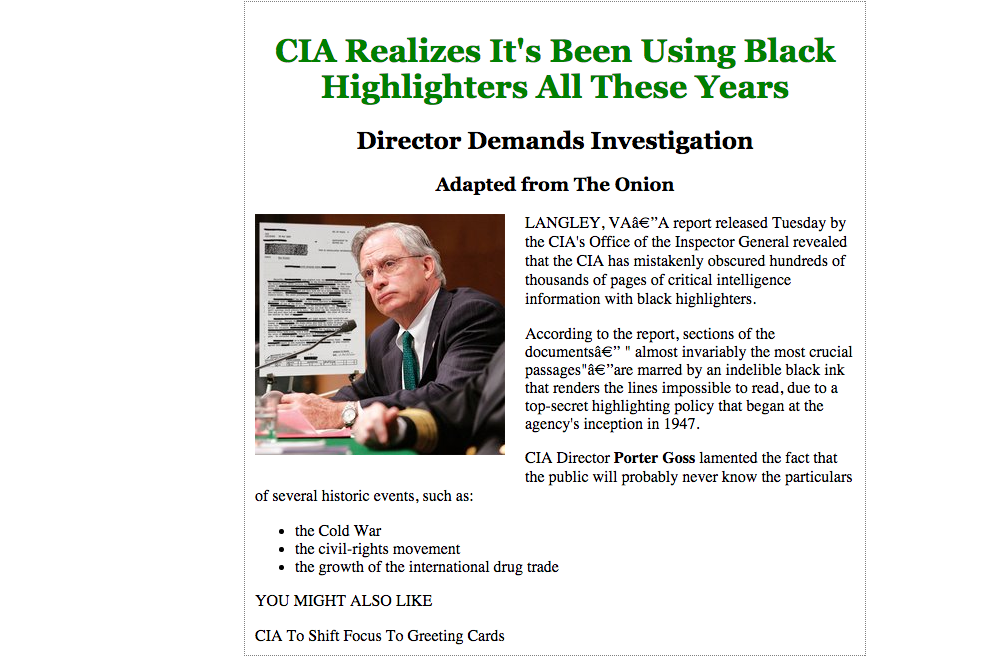 CIA Realizes It's Been Using Black
Highlighters All These Years
Director Demands Investigation
Adapted from The Onion
LANGLEY, VAâ€”A report released Tuesday by
the CIA's Office of the Inspector General revealed
that the CIA has mistakenly obscured hundreds of
thousands of pages of critical intelligence
information with black highlighters.
According to the report, sections of the
documentsâ€” " almost invariably the most crucial
passages"â€”are marred by an indelible black ink
that renders the lines impossible to read, due to a
top-secret highlighting policy that began at the
agency's inception in 1947.
CIA Director Porter Goss lamented the fact that
the public will probably never know the particulars
of several historic events, such as:
• the Cold War
• the civil-rights movement
• the growth of the international drug trade
YOU MIGHT ALSO LIKE
CIA To Shift Focus To Greeting Cards